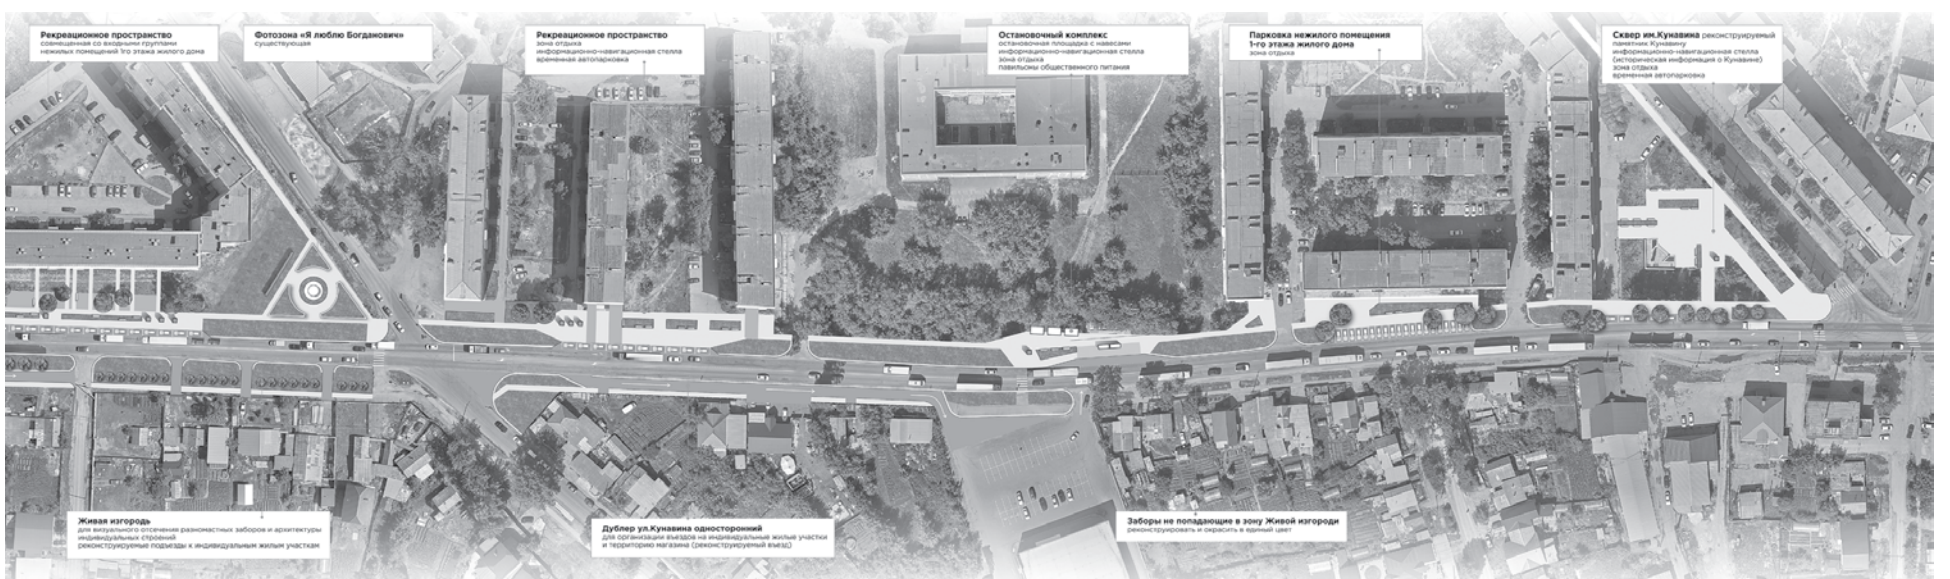 Рекреационное пространство
совмещенная со входными группами
нежилых помещений 1го этажа жилого дома
Фотозона «Я люблю Богданович»
существующая
Рекреационное пространство
зона отдыха
информационно-навигационная стелла
временная автопарковка
Остановочный комплекс
остановочная площадка с навесами
информационно-навигационная стелла
зона отдыха
павильоны общественного питания
Парковка нежилого помещения
1-го этажа жилого дома
зона отдыха
Сквер им.Кунавина реконструируемый
памятник Кунавину
информационно-навигационная стелла
(историческая информация о Кунавине)
зона отдыха
временная автопарковка
Живая изгородь
для визуального отсечения разномастных заборов и архитектуры
индивидуальных строений
реконструируемые подъезды к индивидуальным жилым участкам
Дублер ул.Кунавина односторонний
для организации въездов на индивидуальные жилые участки
и территорию магазина (реконструируемый въезд)
Заборы не попадающие в зону Живой изгороди
реконструировать и окрасить в единый цвет